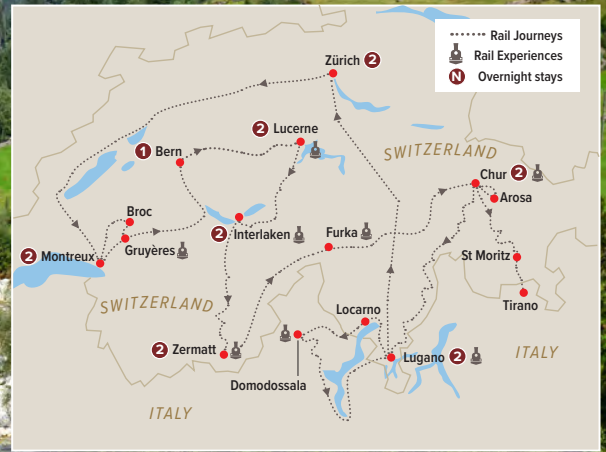 Rail Journeys
Rail Experiences
N Overnight stays
Zürich 2
2 Lucerne
1 Bern
SWITZERLAND
Chur 2
Arosa
Broc
2 Interlaken
Furka
Gruyères
2 Montreux
St Moritz
SWITZERLAND
Tirano
Locarno
2 Zermatt
Lugano 2
ITALY
Domodossala
ITALY